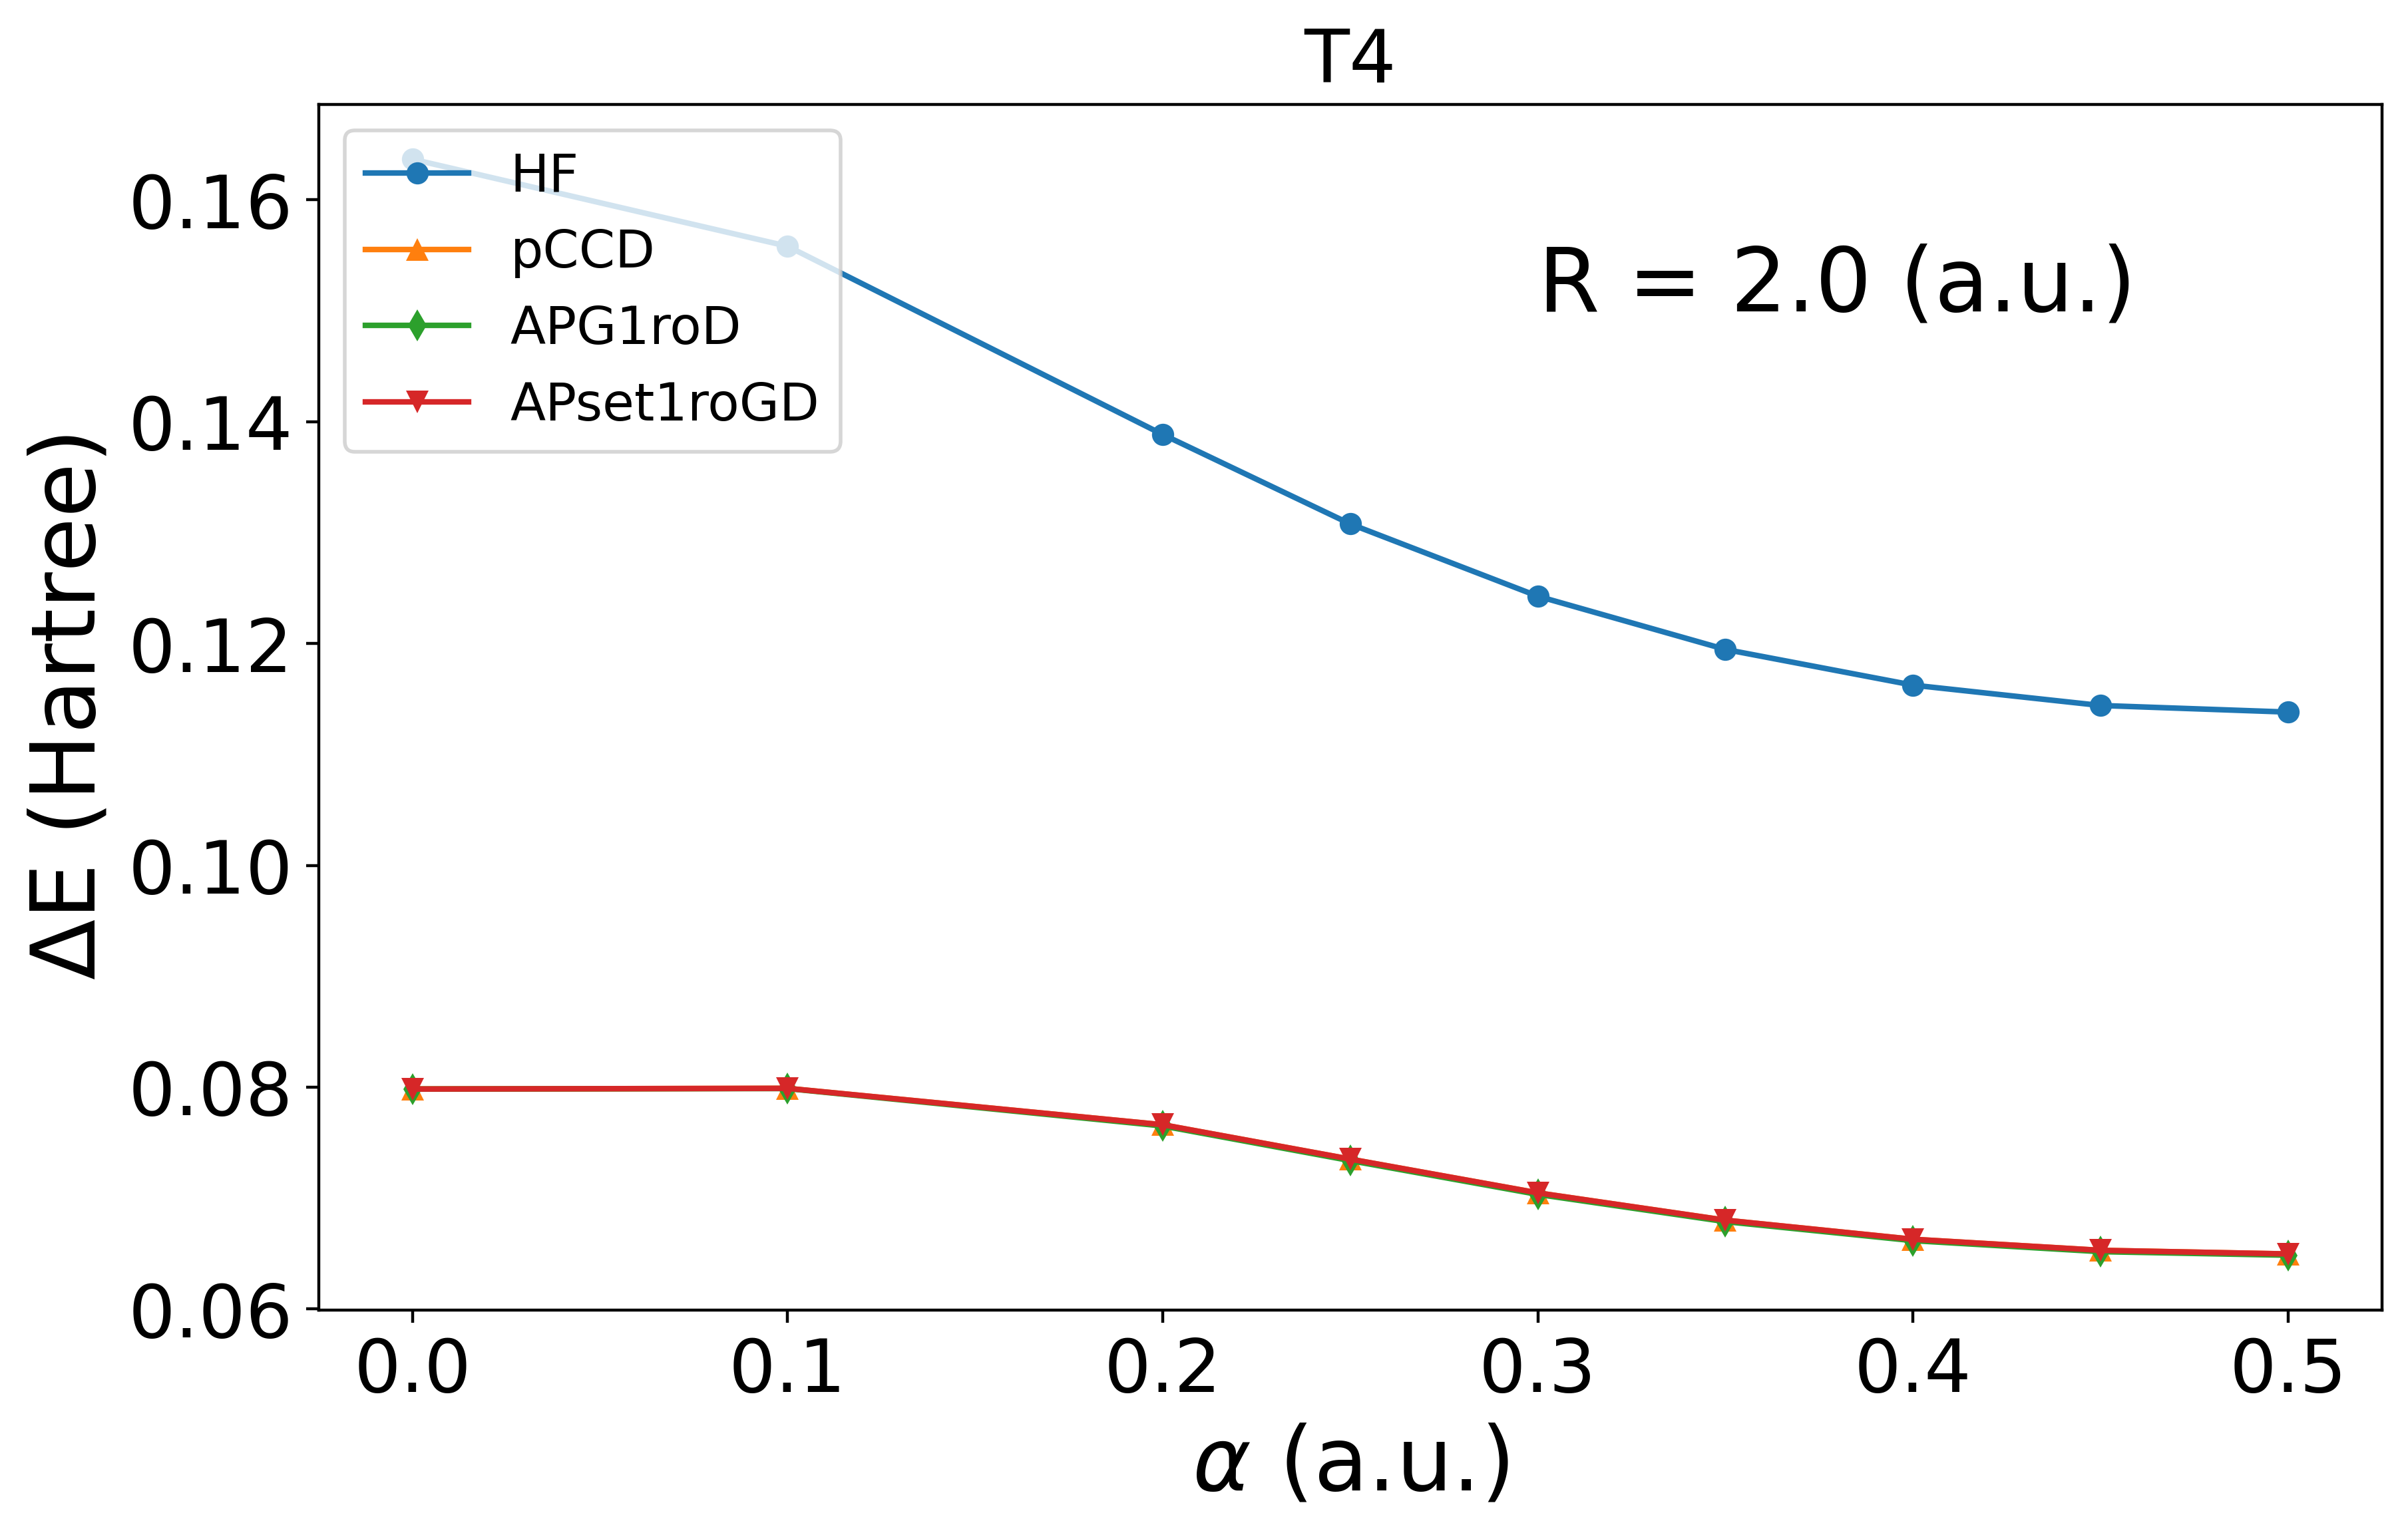 T4
HF
pCCD
APG1roD
APset1roGD
R = 2.0 (a.u.)
ΔE (Hartree)
0.16
0.14
0.12
0.10
0.08
0.06
0.0 0.1 0.2 0.3 0.4 0.5
α (a.u.)